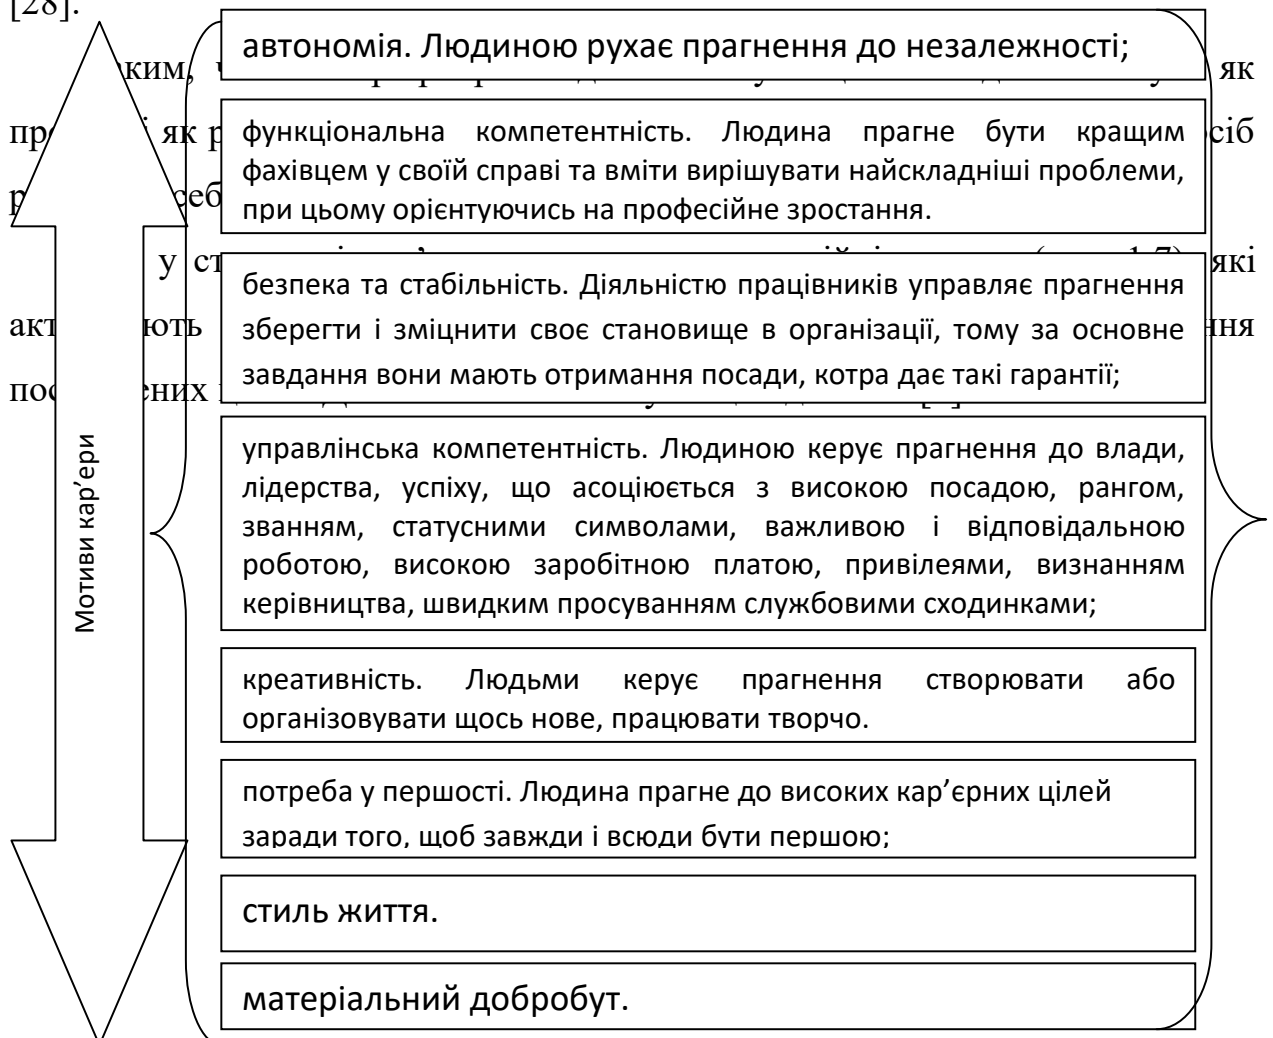 [28].
як
у
які
автономія. Людиною рухає прагнення до незалежності;
функціональна компетентність. Людина прагне бути кращим
фахівцем у своїй справі та вміти вирішувати найскладніші проблеми,
при цьому орієнтуючись на професійне зростання.
безпека та стабільність. Діяльністю працівників управляє прагнення
зберегти і зміцнити своє становище в організації, тому за основне
завдання вони мають отримання посади, котра дає такі гарантії;
управлінська компетентність. Людиною керує прагнення до влади,
лідерства, успіху, що асоціюється з високою посадою, рангом,
званням, статусними символами, важливою і відповідальною
роботою, високою заробітною платою, привілеями, визнанням
керівництва, швидким просуванням службовими сходинками;
Мотиви кар’ери
креативність. Людьми керує прагнення створювати або
організовувати щось нове, працювати творчо.
потреба у першості. Людина прагне до високих кар’єрних цілей
заради того, щоб завжди і всюди бути першою;
стиль життя.
матеріальний добробут.